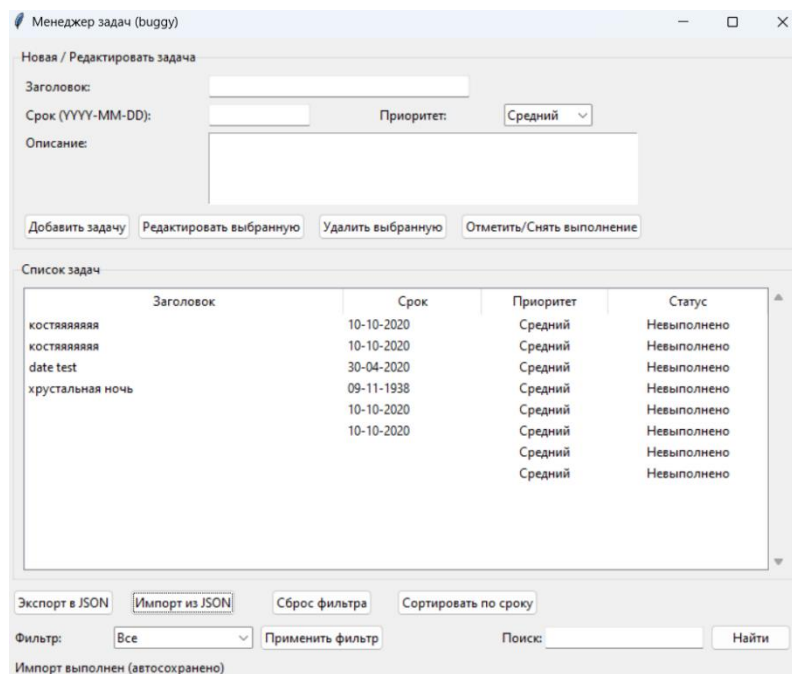 Менеджер задач (buggy)
Новая / Редактировать задача
Заголовок:
Срок (YYYY-MM-DD): Приоритет: Средний
Описание:
Добавить задачу Редактировать выбранную Удалить выбранную Отметить/Снять выполнение
Список задач
Заголовок Срок Приоритет Статус
костяяяяяяя 10-10-2020 Средний Невыполнено
костяяяяяяя 10-10-2020 Средний Невыполнено
date test 30-04-2020 Средний Невыполнено
хрустальная ночь 09-11-1938 Средний Невыполнено
10-10-2020 Средний Невыполнено
10-10-2020 Средний Невыполнено
Средний Невыполнено
Средний Невыполнено
Экспорт в JSON Импорт из JSON Сброс фильтра Сортировать по сроку
Фильтр: Все Применить фильтр Поиск: Найти
Импорт выполнен (автосохранено)